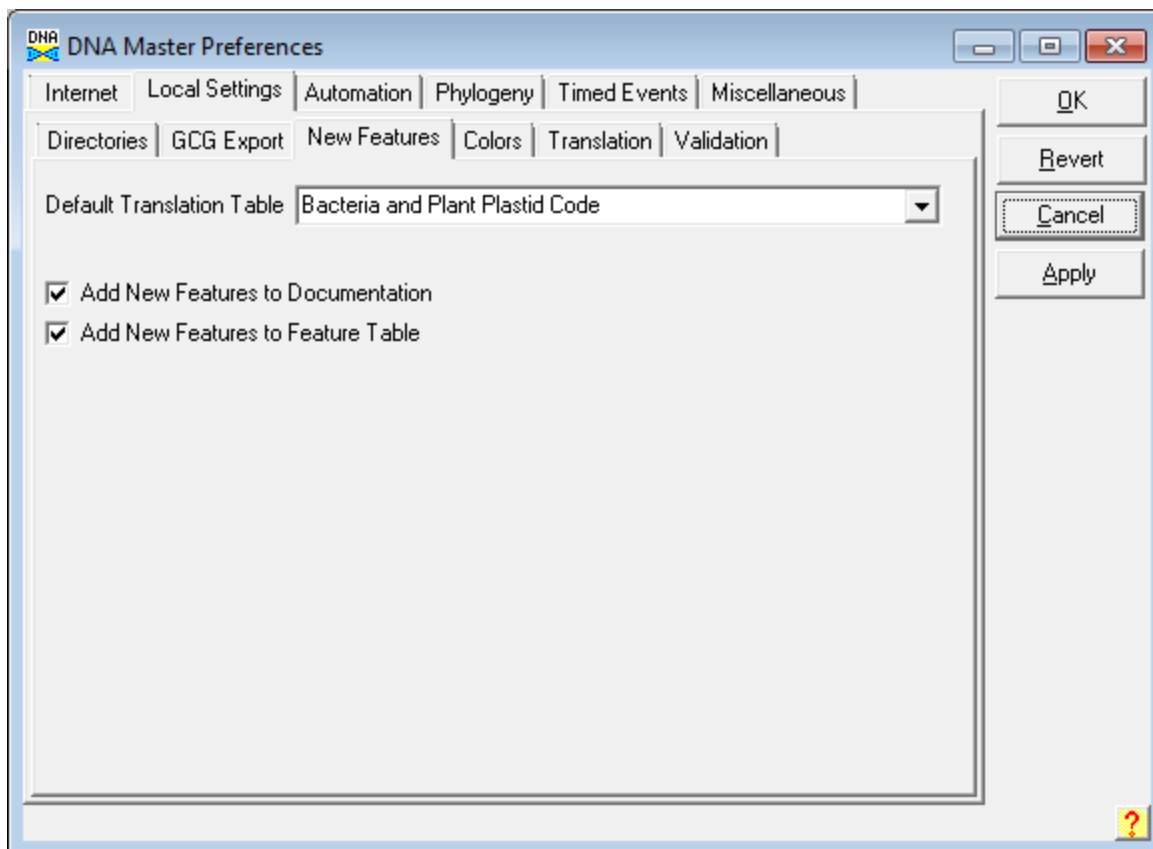 DNA DNA Master Preferences
Internet Local Settings Automation Phylogeny Timed Events Miscellaneous
OK
Directories GCG Export New Features Colors Translation Validation
Revert
Default Translation Table Bacteria and Plant Plastid Code
Cancel
Apply
Add New Features to Documentation
Add New Features to Feature Table
?